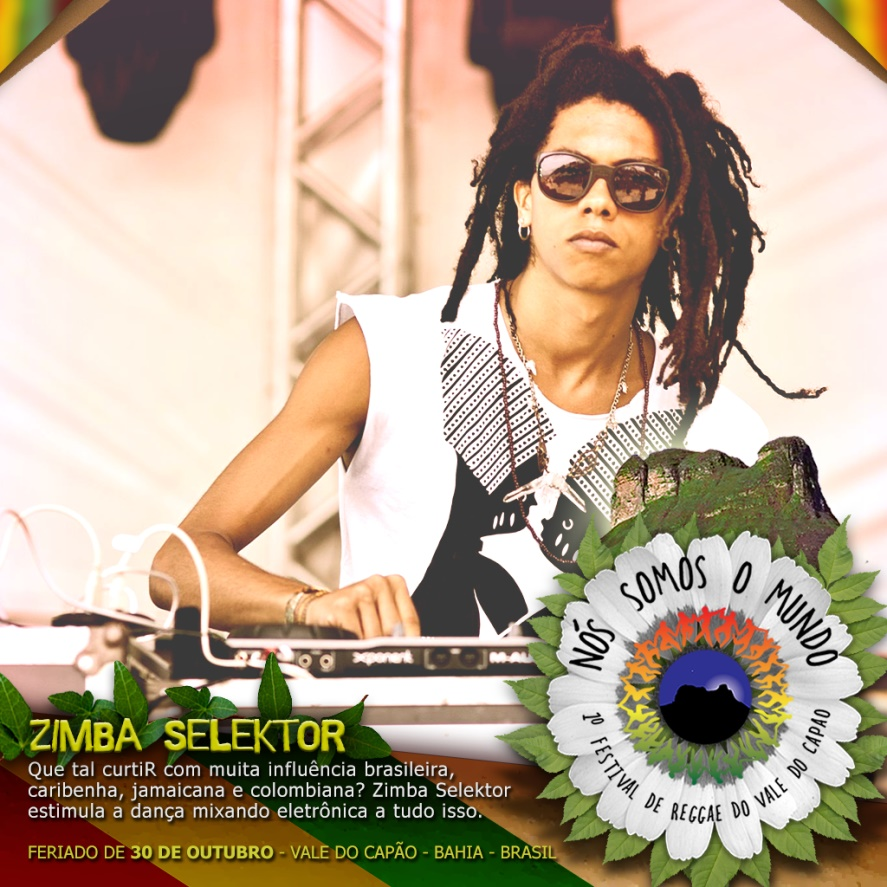 xponent
M-AU
NÓS SOMOS O MUNDO
1º FESTIVAL DE REGGAE DO VALE DO CAPÃO
ZIMBA SELEKTOR
Que tal curtiR com muita influência brasileira,
caribenha, jamaicana e colombiana? Zimba Selektor
estimula a dança mixando eletrônica a tudo isso.
FERIADO DE 30 DE OUTUBRO - VALE DO CAPÃO - BAHIA - BRASIL